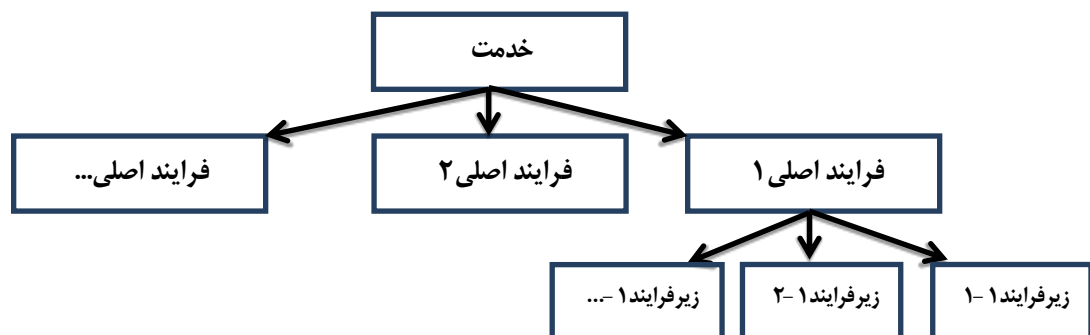 خدمت
فرایند اصلی۱
فرایند اصلی۲
فرایند اصلی...
زیرفرایند۱ -۱
زیرفرایند۱ -۲
زیرفرایند۱ -...